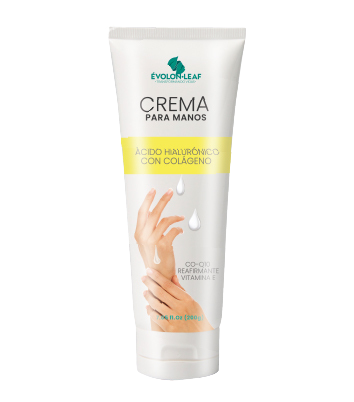 ÉVOLON·LEAF
CREMA
PARA MANOS
ÁCIDO HIALURÓNICO
CON COLÁGENO
CO-Q10
REAFIRMANTE
VITAMINA E